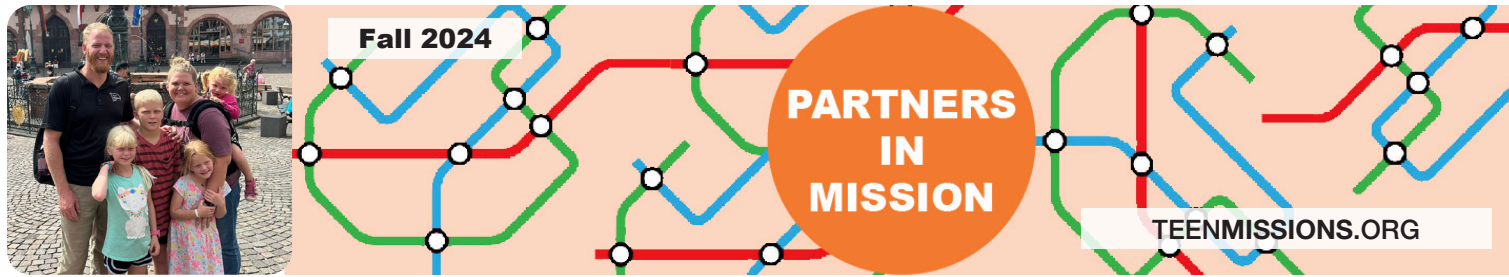 Fall 2024
PARTNERS
IN
MISSION
TEENMISSIONS.ORG